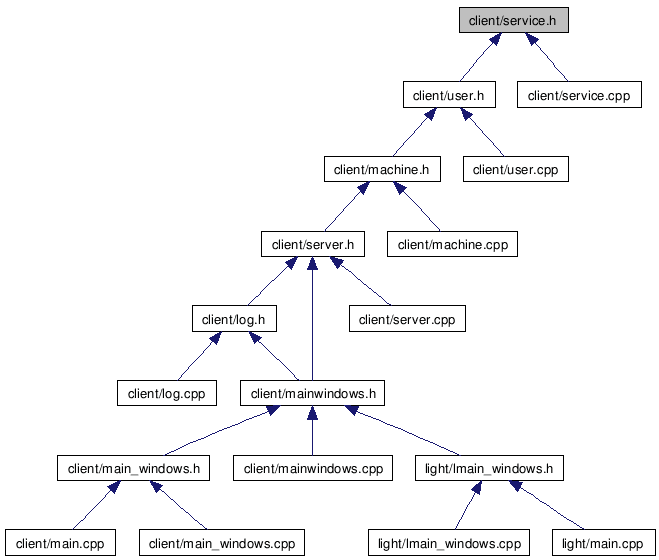 client/service.h
client/user.h
client/service.cpp
client/machine.h
client/user.cpp
client/server.h
client/machine.cpp
client/log.h
client/server.cpp
client/log.cpp
client/mainwindows.h
client/main_windows.h
client/mainwindows.cpp
light/lmain_windows.h
client/main.cpp
client/main_windows.cpp
light/lmain_windows.cpp
light/main.cpp